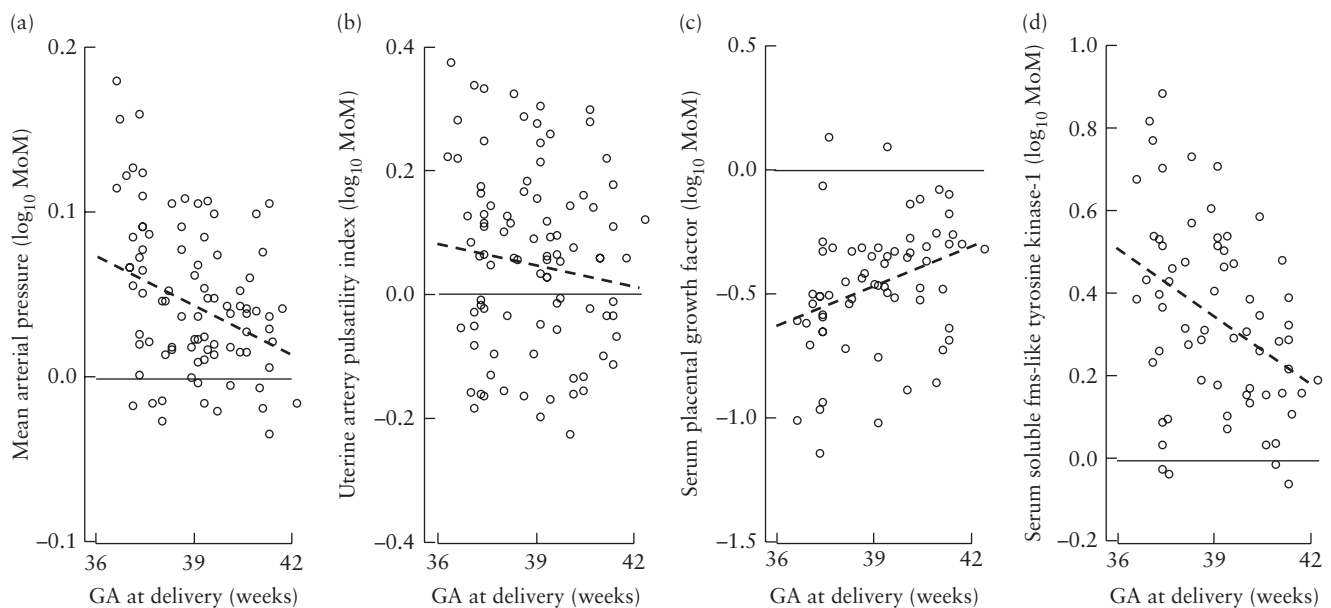 (a)
Mean arterial pressure (log10 MoM)
0.2
0.1
0.0
–0.1
36
39
42
GA at delivery (weeks)
(b)
Uterine artery pulsatility index (log10 MoM)
0.4
0.2
0.0
–0.2
–0.4
36
39
42
GA at delivery (weeks)
(c)
Serum placental growth factor (log10 MoM)
0.5
0.0
–0.5
–1.0
–1.5
36
39
42
GA at delivery (weeks)
(d)
Serum soluble fms-like tyrosine kinase-1 (log10 MoM)
1.0
0.8
0.6
0.4
0.2
0.0
–0.2
36
39
42
GA at delivery (weeks)